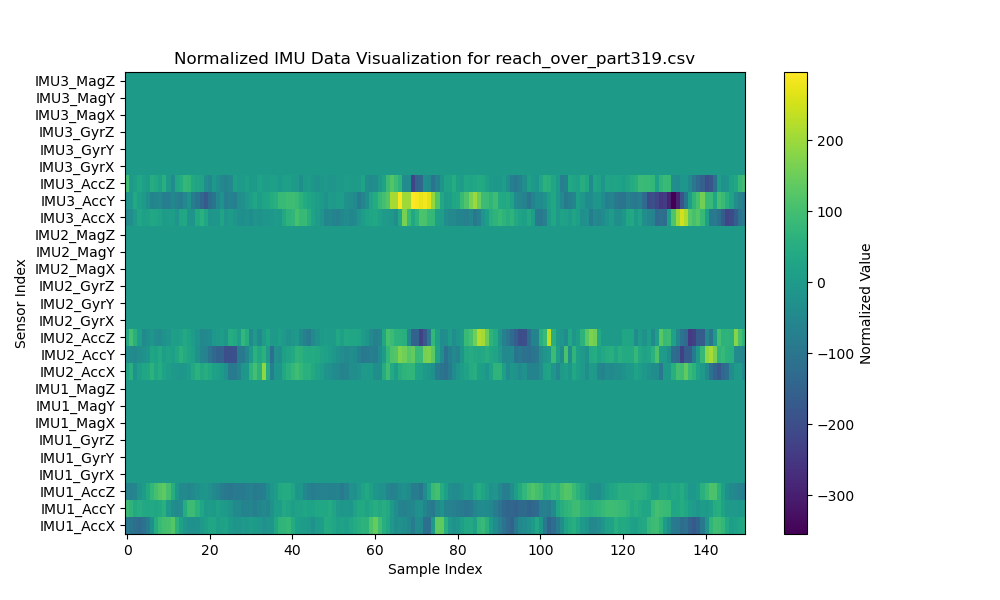 Normalized IMU Data Visualization for reach_over_part319.csv
IMU3_MagZ
IMU3_MagY
IMU3_MagX
IMU3_GyrZ
IMU3_GyrY
IMU3_GyrX
IMU3_AccZ
IMU3_AccY
IMU3_AccX
IMU2_MagZ
IMU2_MagY
IMU2_MagX
IMU2_GyrZ
IMU2_GyrY
IMU2_GyrX
IMU2_AccZ
IMU2_AccY
IMU2_AccX
IMU1_MagZ
IMU1_MagY
IMU1_MagX
IMU1_GyrZ
IMU1_GyrY
IMU1_GyrX
IMU1_AccZ
IMU1_AccY
IMU1_AccX
Sensor Index
0 20 40 60 80 100 120 140
Sample Index
200
100
0
−100
−200
−300
Normalized Value